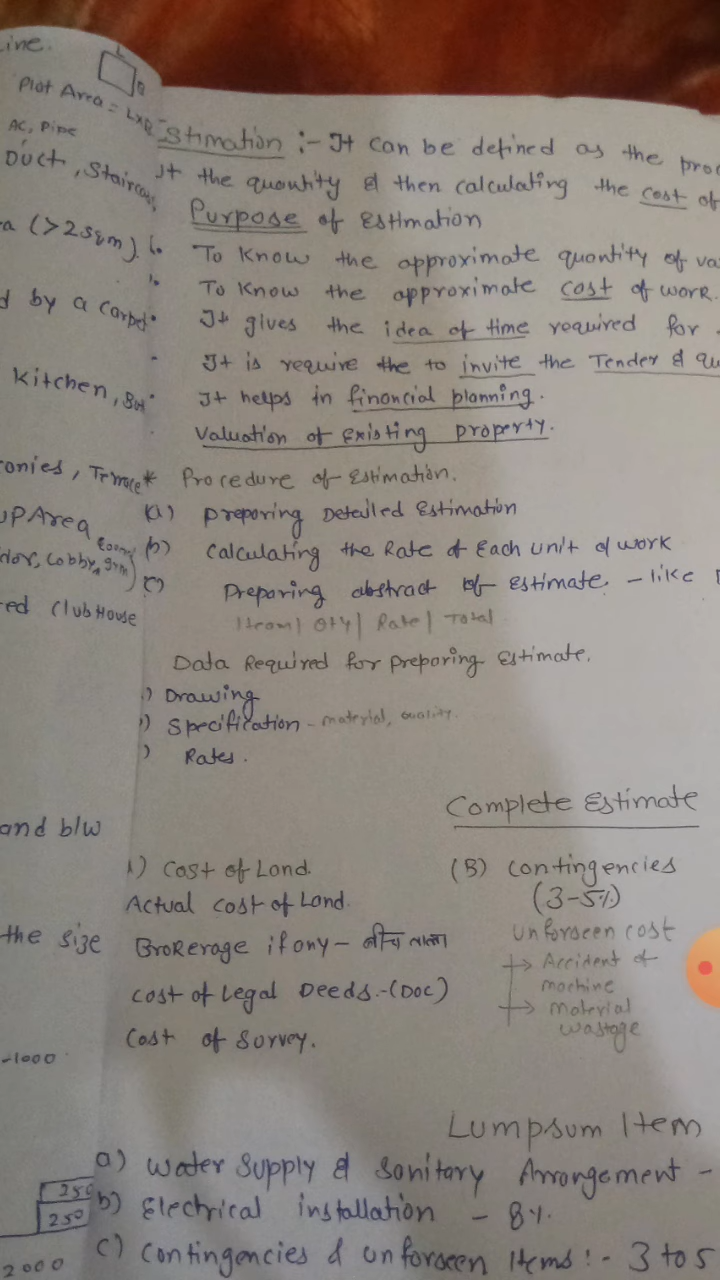 Line.
L
B
Plot Area = LxB
AC, Pipe
Duct, Staircase
a (>2sqm)
d by a carpet
Kitchen,
onies, Terrace
up Area
dor, Lobby, gym
ed Club House
and b/w
the size
-1000
250
250
2000
Estimation :- It can be defined as the proc
It the quantity & then calculating the cost of
Purpose of Estimation
To Know the approximate quantity of va
To Know the approximate cost of work.
It gives the idea of time required for
It is require the to invite the Tender & qu
It helps in financial planning.
Valuation of Existing property.
* Procedure of Estimation.
(a) preparing Detailed Estimation
(b) Calculating the Rate of Each unit of work
(c) Preparing abstract of Estimate - like
Iteam| Qty| Rate| Total
Data Required for preparing Estimate.
) Drawing
) Specification - material, quality.
) Rates.
Complete Estimate
1) Cost of Land.
Actual cost of Land.
Brokerage if any - बीच वाला
cost of Legal Deeds.-(Doc)
Cost of Survey.
(B) Contingencies
(3-5%)
Unforseen cost
→ Accident of
machine
→ material
wastage
Lumpsum Item
a) Water Supply & Sanitary Arrangement -
b) Electrical installation - 8%.
c) Contingencies & unforseen Items :- 3 to 5